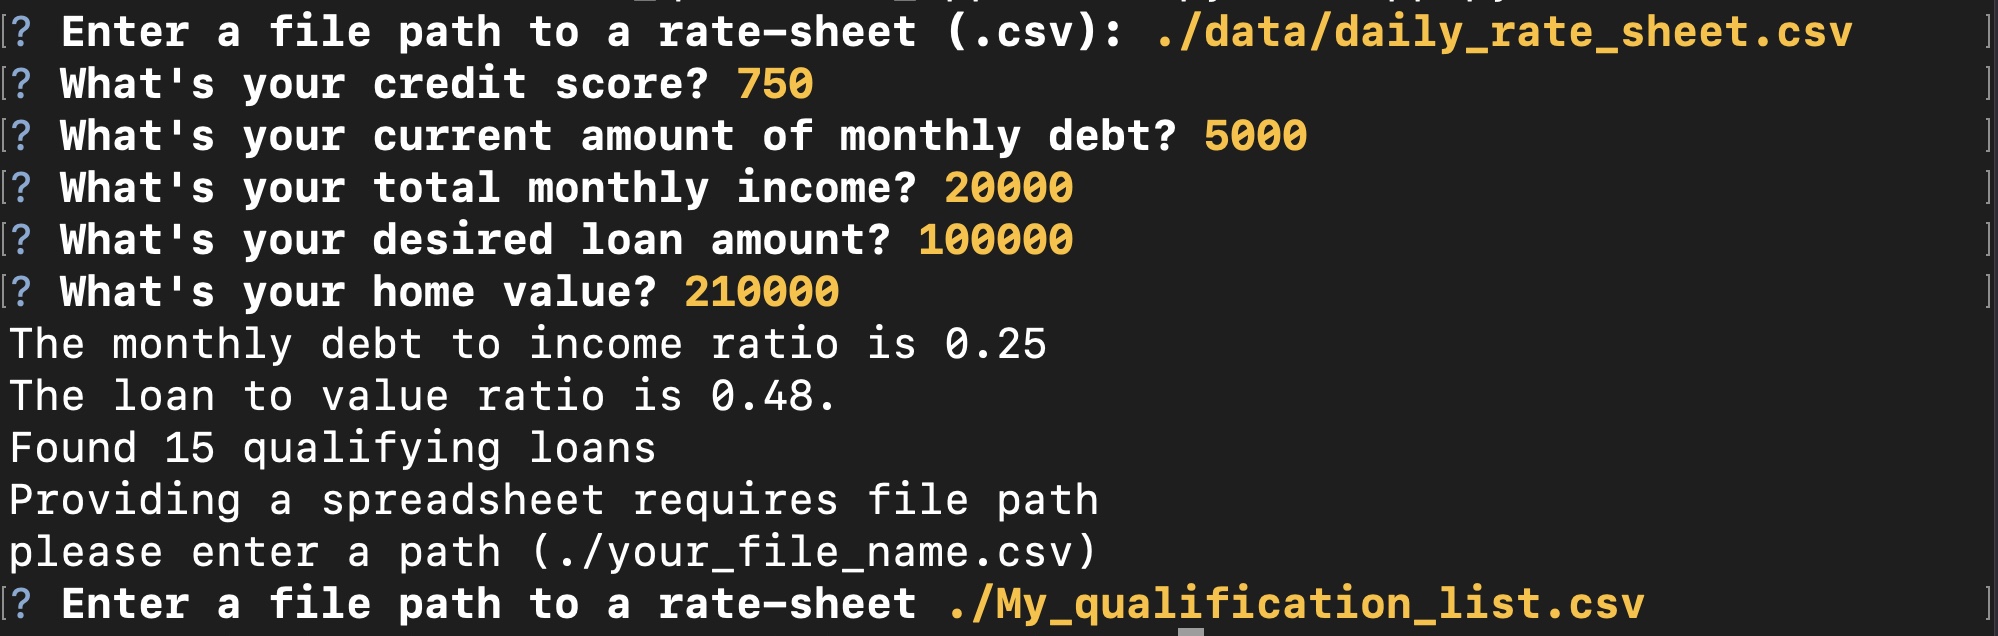 [? Enter a file path to a rate-sheet (.csv): ./data/daily_rate_sheet.csv ]
[? What's your credit score? 750 ]
[? What's your current amount of monthly debt? 5000 ]
[? What's your total monthly income? 20000 ]
[? What's your desired loan amount? 100000 ]
[? What's your home value? 210000 ]
The monthly debt to income ratio is 0.25
The loan to value ratio is 0.48.
Found 15 qualifying loans
Providing a spreadsheet requires file path
please enter a path (./your_file_name.csv)
[? Enter a file path to a rate-sheet ./My_qualification_list.csv ]